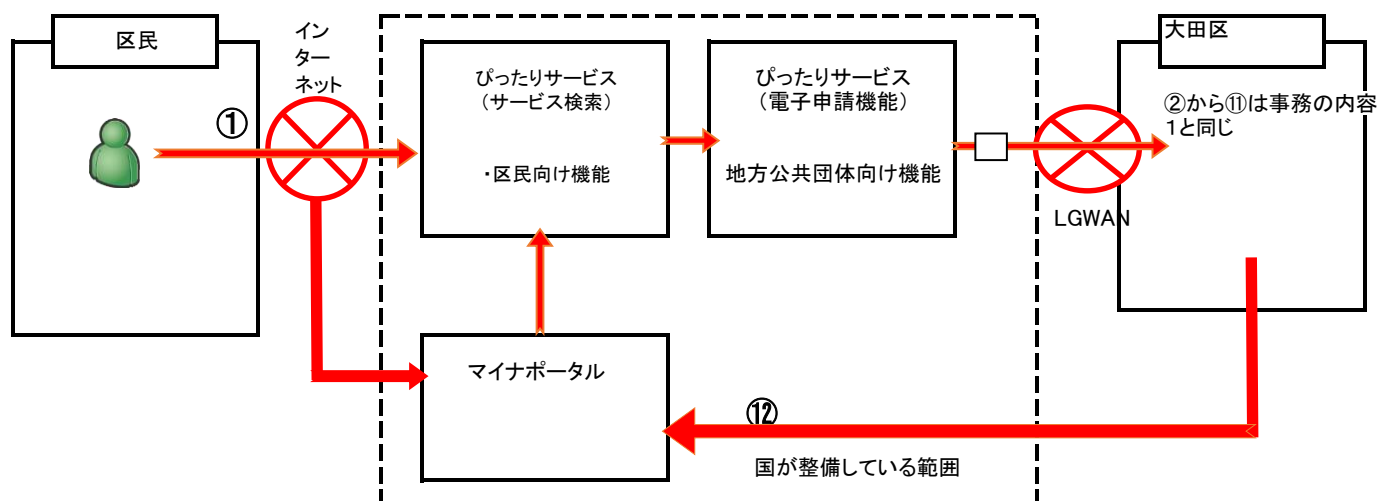 区民
イン
ター
ネット
①
ぴったりサービス
（サービス検索）
・区民向け機能
ぴったりサービス
（電子申請機能）
地方公共団体向け機能
LGWAN
大田区
②から⑪は事務の内容
１と同じ
マイナポータル
⑫
国が整備している範囲